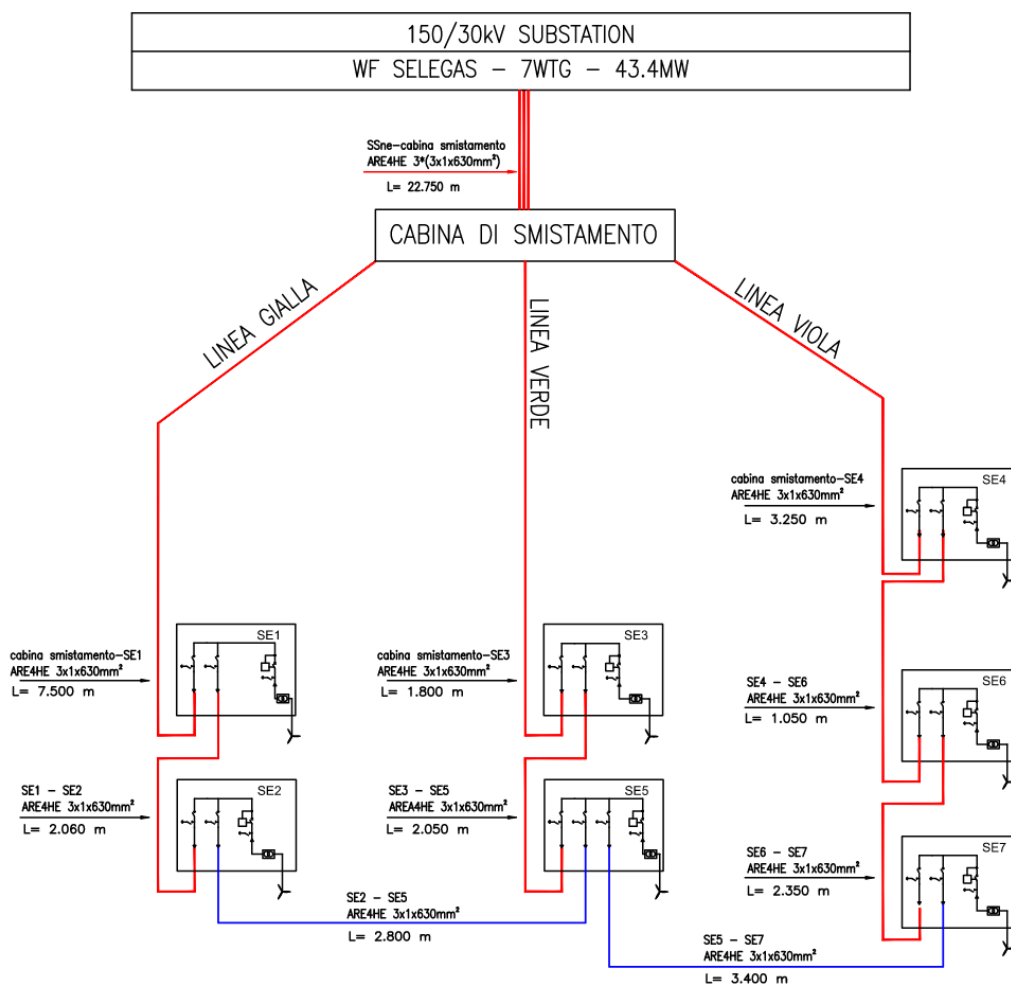 150/30kV SUBSTATION
WF SELEGAS – 7WTG – 43.4MW
SSne-cabina smistamento
ARE4HE 3*(3x1x630mm²)
L= 22.750 m
CABINA DI SMISTAMENTO
LINEA GIALLA
LINEA VERDE
LINEA VIOLA
cabina smistamento-SE4
ARE4HE 3x1x630mm²
L= 3.250 m
SE4
cabina smistamento-SE1
ARE4HE 3x1x630mm²
L= 7.500 m
SE1
cabina smistamento-SE3
ARE4HE 3x1x630mm²
L= 1.800 m
SE3
SE4 – SE6
ARE4HE 3x1x630mm²
L= 1.050 m
SE6
SE1 – SE2
ARE4HE 3x1x630mm²
L= 2.060 m
SE2
SE3 – SE5
AREA4HE 3x1x630mm²
L= 2.050 m
SE5
SE6 – SE7
ARE4HE 3x1x630mm²
L= 2.350 m
SE7
SE2 – SE5
ARE4HE 3x1x630mm²
L= 2.800 m
SE5 – SE7
ARE4HE 3x1x630mm²
L= 3.400 m